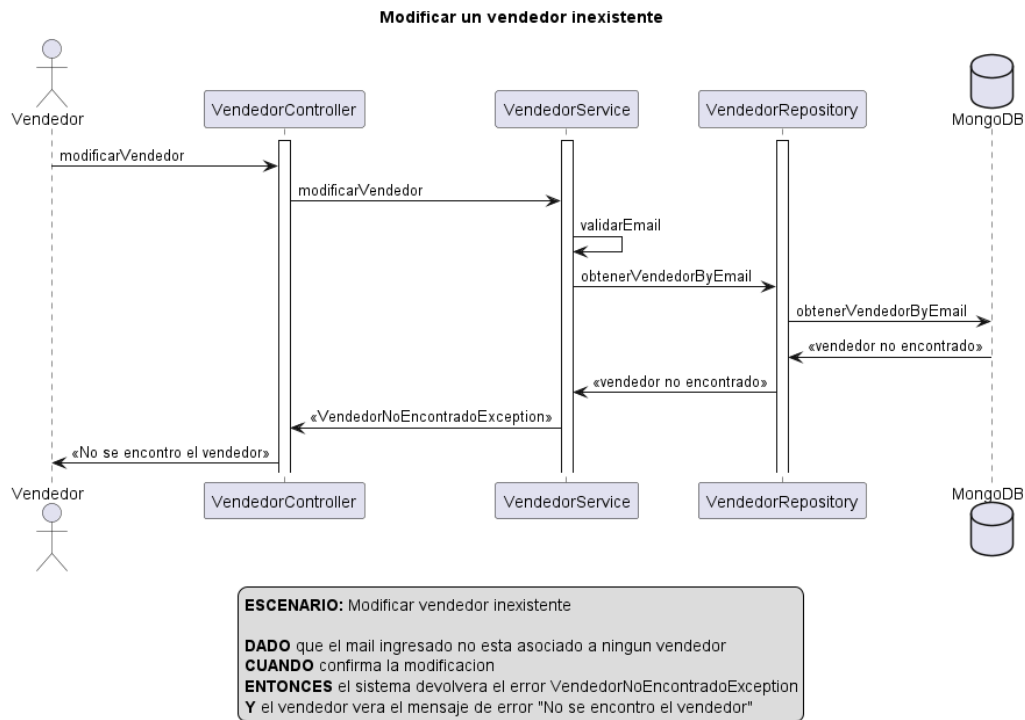 Modificar un vendedor inexistente
Vendedor
VendedorController
VendedorService
VendedorRepository
MongoDB
modificarVendedor
modificarVendedor
validarEmail
obtenerVendedorByEmail
obtenerVendedorByEmail
«vendedor no encontrado»
«vendedor no encontrado»
«VendedorNoEncontradoException»
«No se encontro el vendedor»
Vendedor
VendedorController
VendedorService
VendedorRepository
MongoDB
ESCENARIO: Modificar vendedor inexistente
DADO que el mail ingresado no esta asociado a ningun vendedor
CUANDO confirma la modificacion
ENTONCES el sistema devolvera el error VendedorNoEncontradoException
Y el vendedor vera el mensaje de error "No se encontro el vendedor"